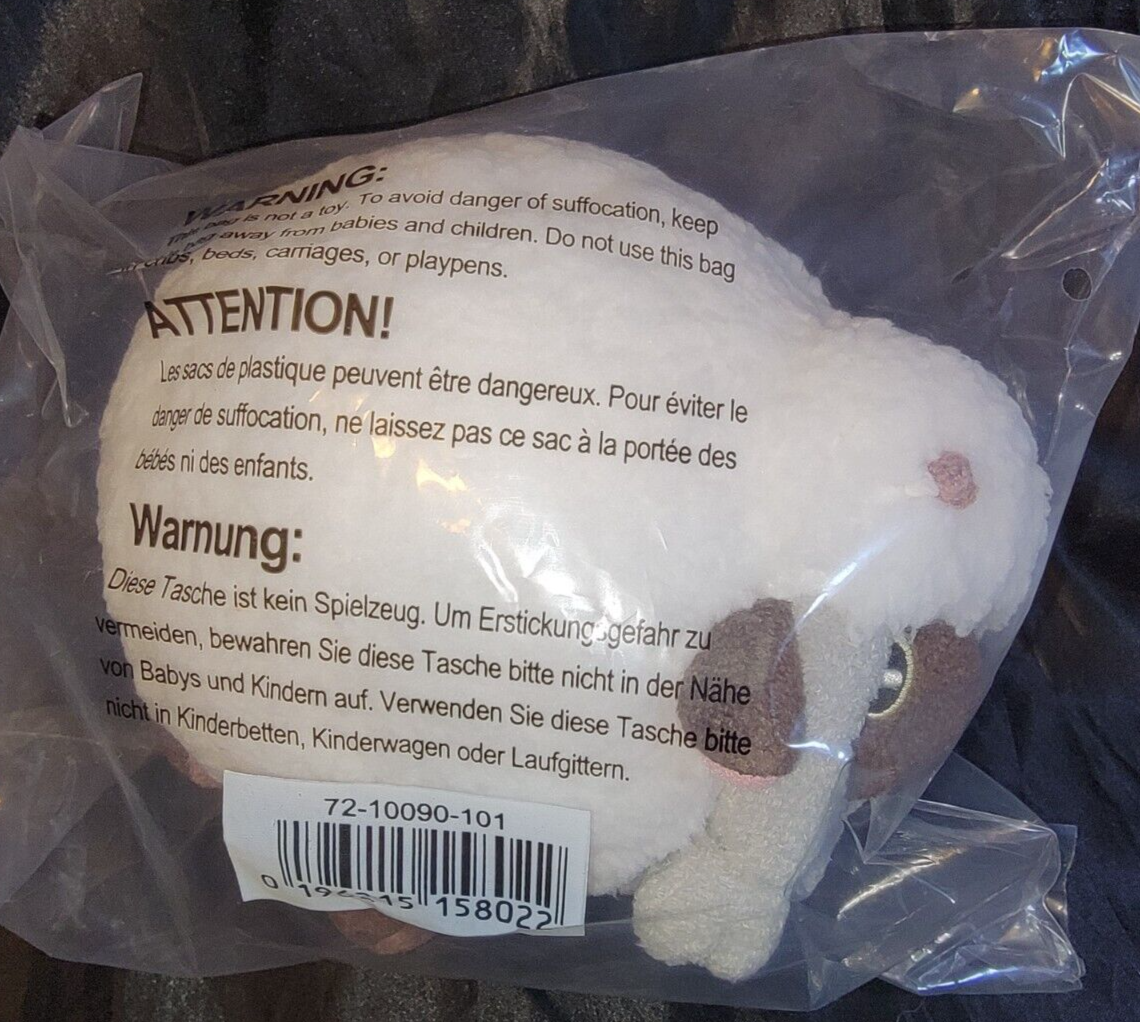 WARNING:
This bag is not a toy. To avoid danger of suffocation, keep
bag away from babies and children. Do not use this bag
in cribs, beds, carriages, or playpens.
ATTENTION!
Les sacs de plastique peuvent être dangereux. Pour éviter le
danger de suffocation, ne laissez pas ce sac à la portée des
bébés ni des enfants.
Warnung:
Diese Tasche ist kein Spielzeug. Um Erstickungsgefahr zu
vermeiden, bewahren Sie diese Tasche bitte nicht in der Nähe
von Babys und Kindern auf. Verwenden Sie diese Tasche bitte
nicht in Kinderbetten, Kinderwagen oder Laufgittern.
72-10090-101
158022